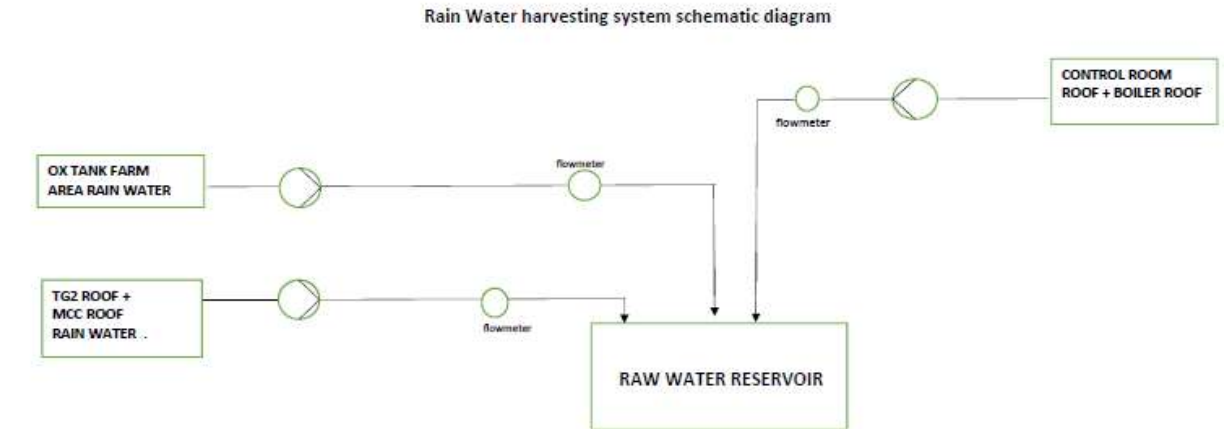 Rain Water harvesting system schematic diagram
CONTROL ROOM
ROOF + BOILER ROOF
flowmeter
OX TANK FARM
AREA RAIN WATER
flowmeter
TG2 ROOF +
MCC ROOF
RAIN WATER .
flowmeter
RAW WATER RESERVOIR